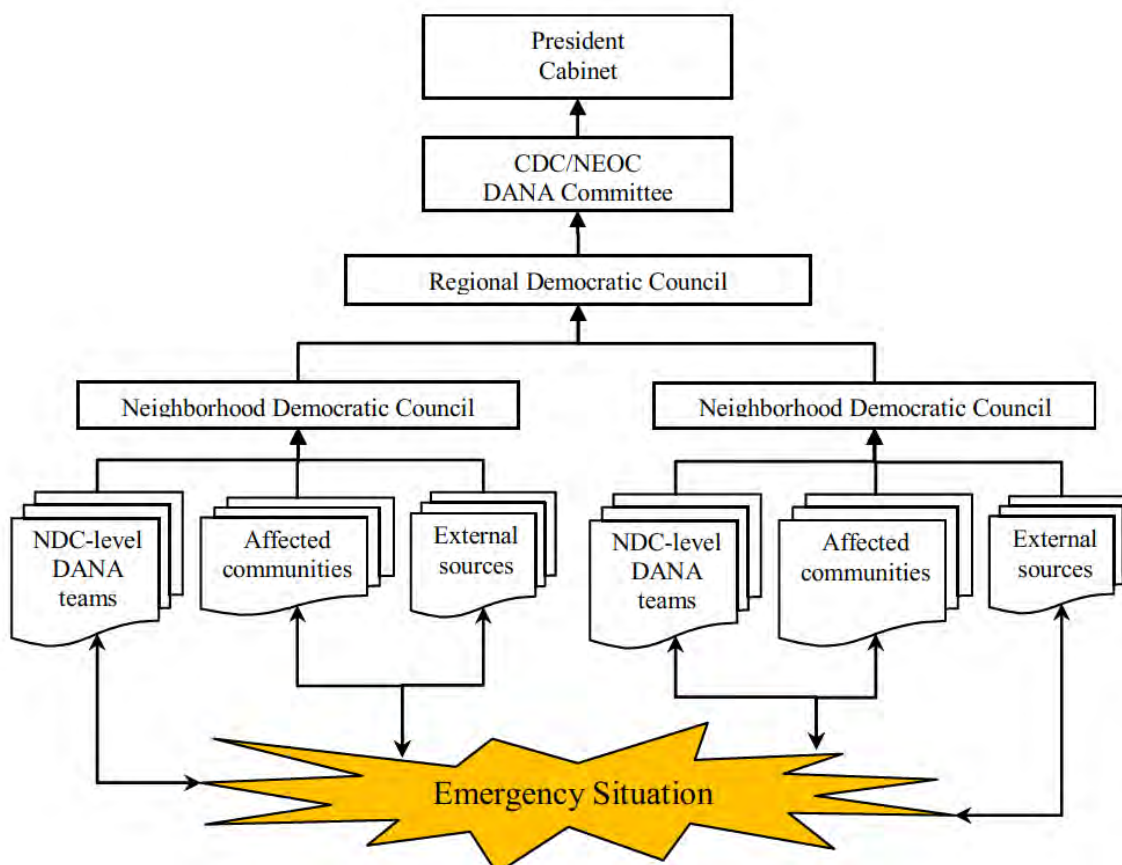 President
Cabinet
CDC/NEOC
DANA Committee
Regional Democratic Council
Neighborhood Democratic Council
Neighborhood Democratic Council
NDC-level
DANA
teams
Affected
communities
External
sources
NDC-level
DANA
teams
Affected
communities
External
sources
Emergency Situation